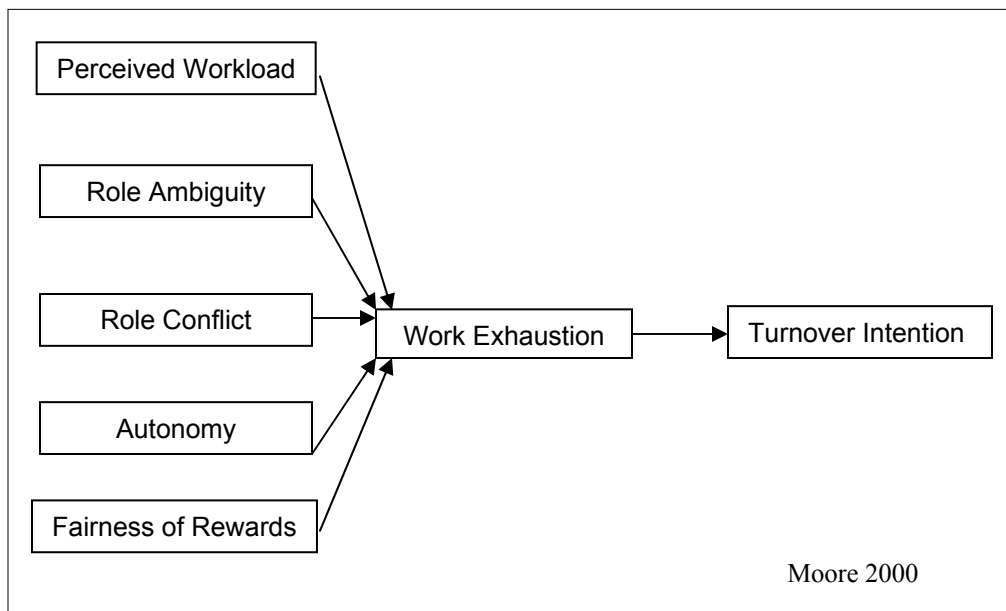 Perceived Workload
Role Ambiguity
Role Conflict
Work Exhaustion
Turnover Intention
Autonomy
Fairness of Rewards
Moore 2000